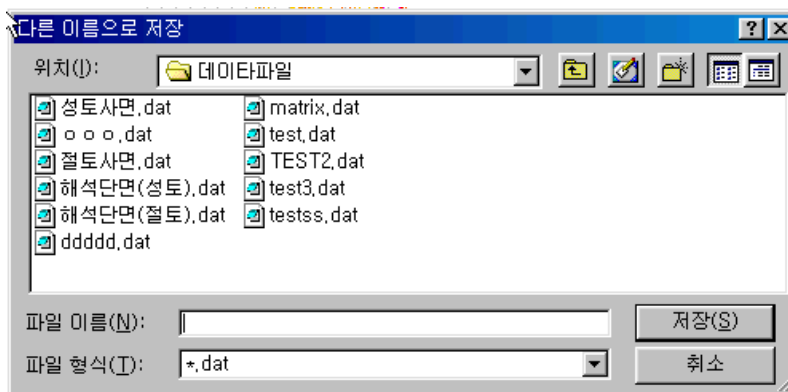 다른 이름으로 저장
위치(I):
데이타파일
성토사면.dat
ㅇㅇㅇ.dat
절토사면.dat
해석단면(성토).dat
해석단면(절토).dat
ddddd.dat
matrix.dat
test.dat
TEST2.dat
test3.dat
testss.dat
파일 이름(N):
저장(S)
파일 형식(T):
*.dat
취소